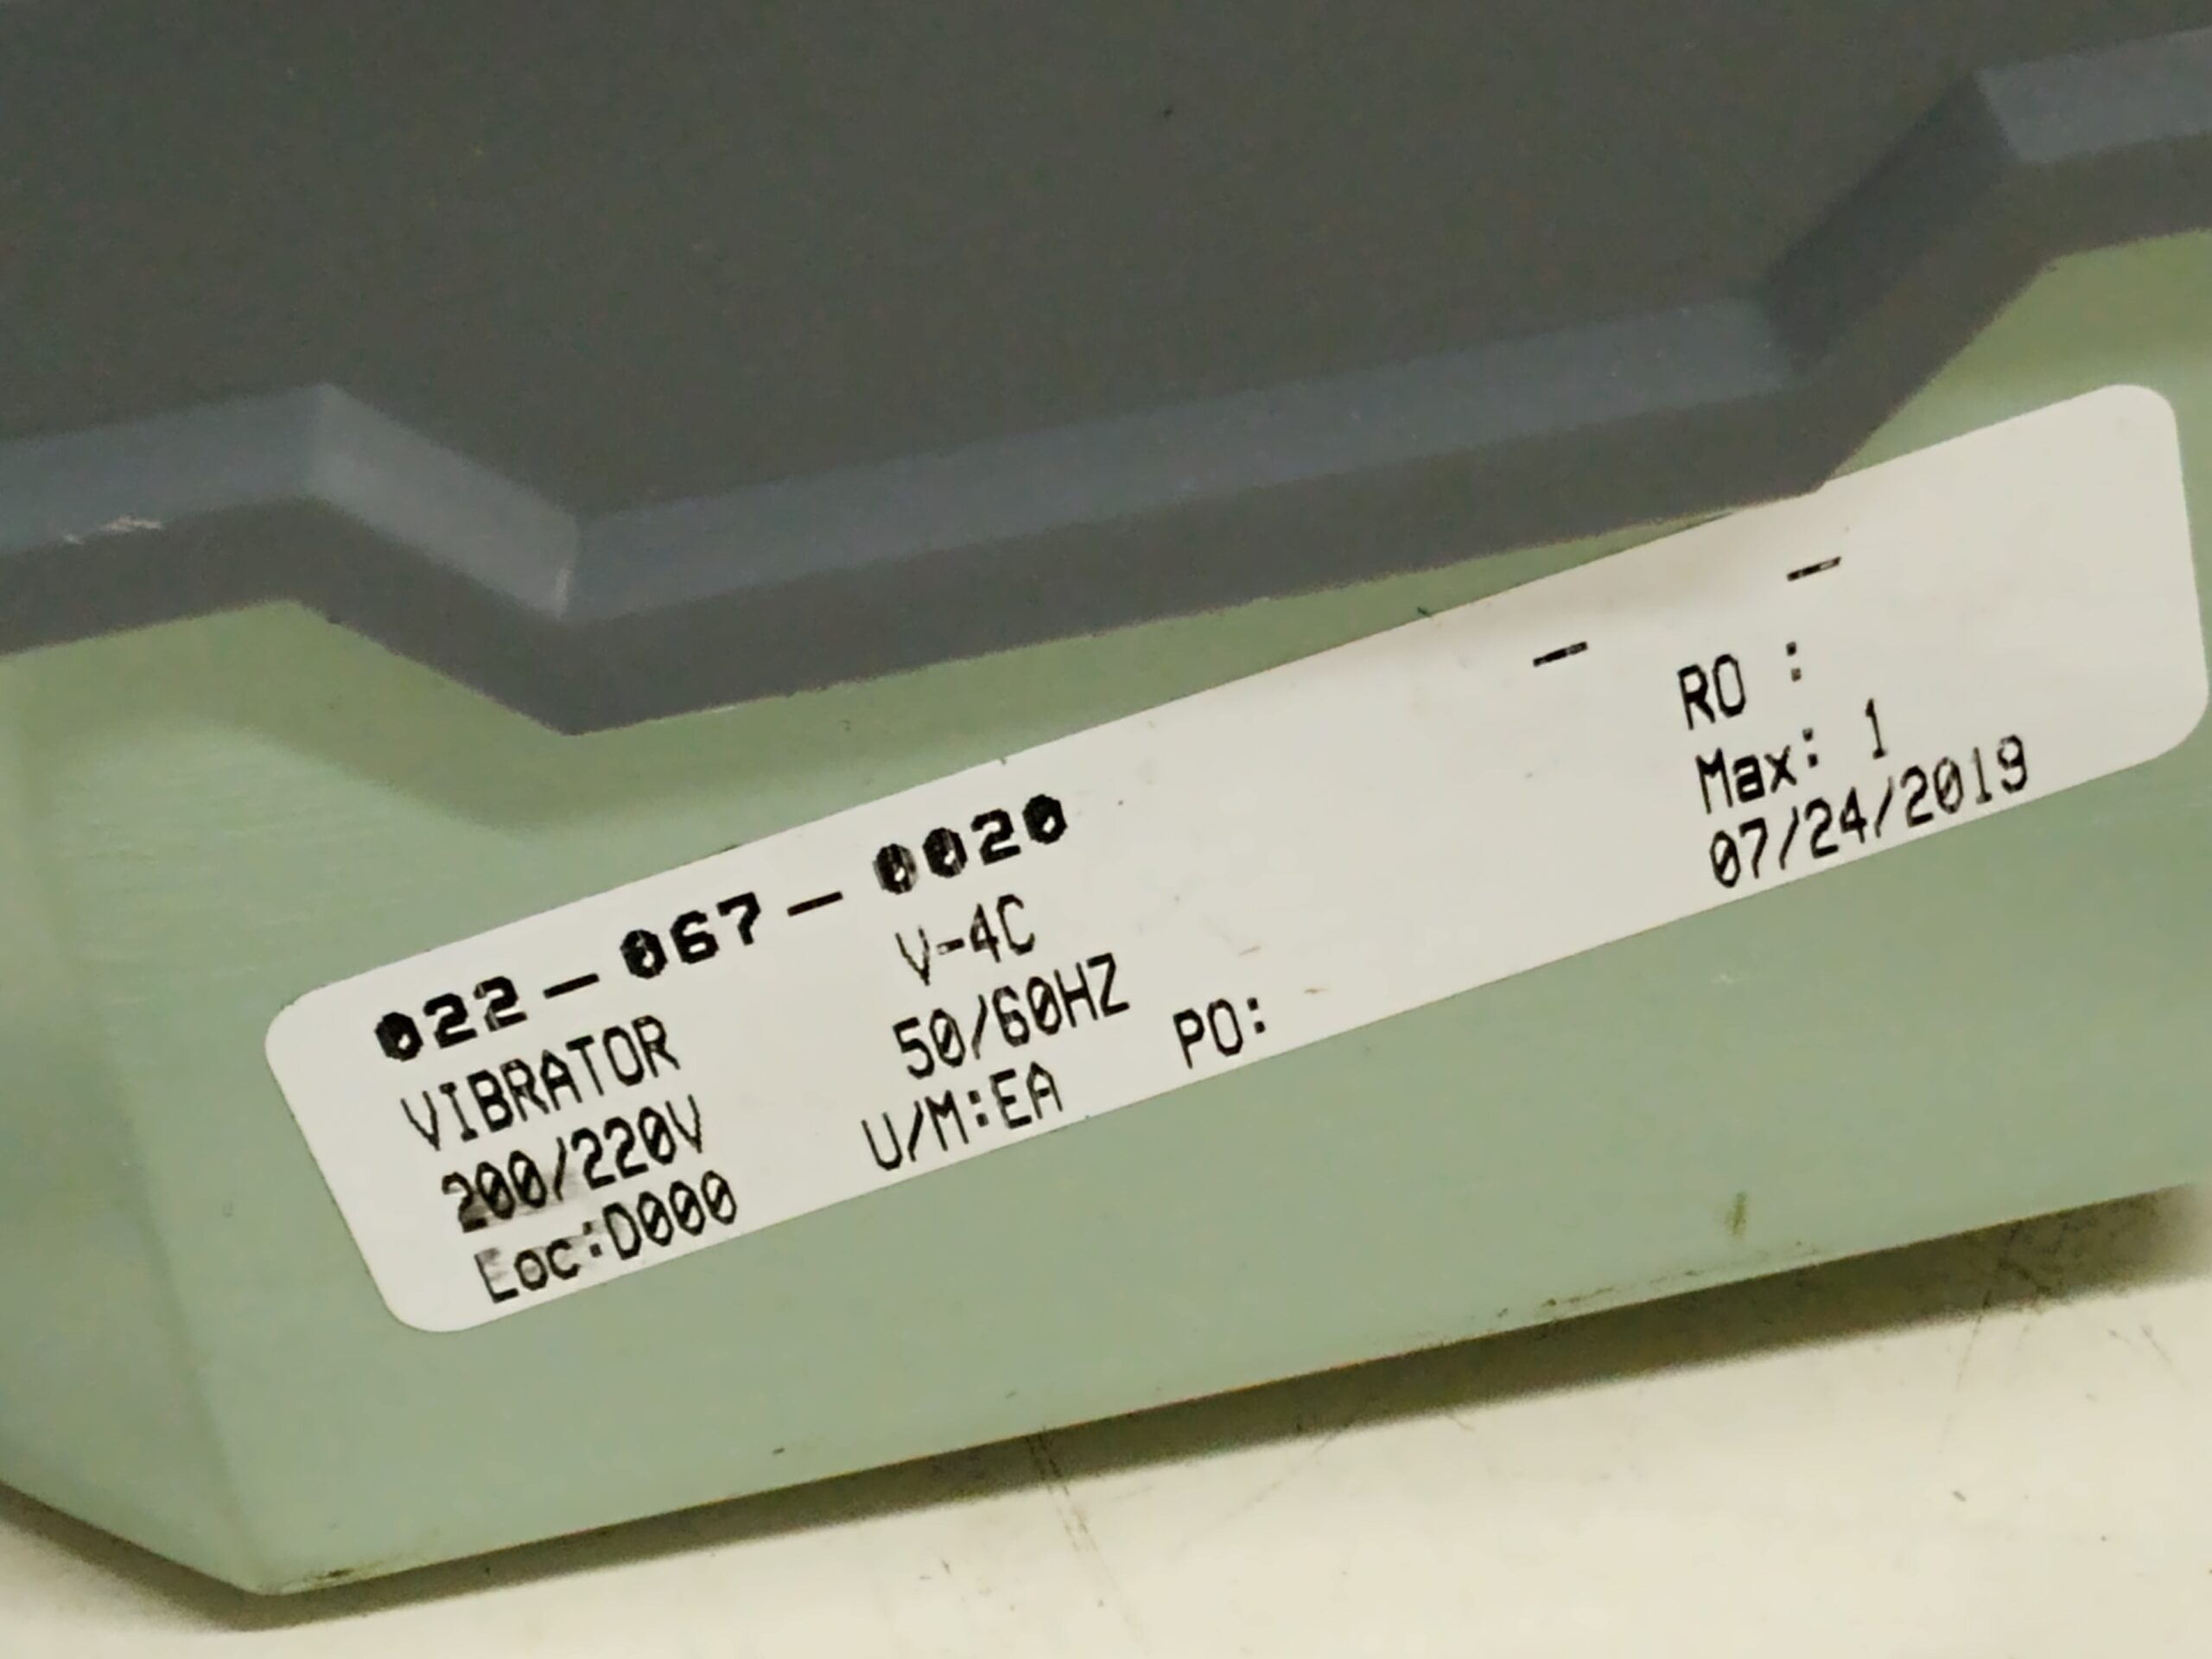 022-067-0020 - -
VIBRATOR V-4C RO :
200/220V 50/60HZ Max: 1
Loc:D000 U/M:EA PO: 07/24/2019